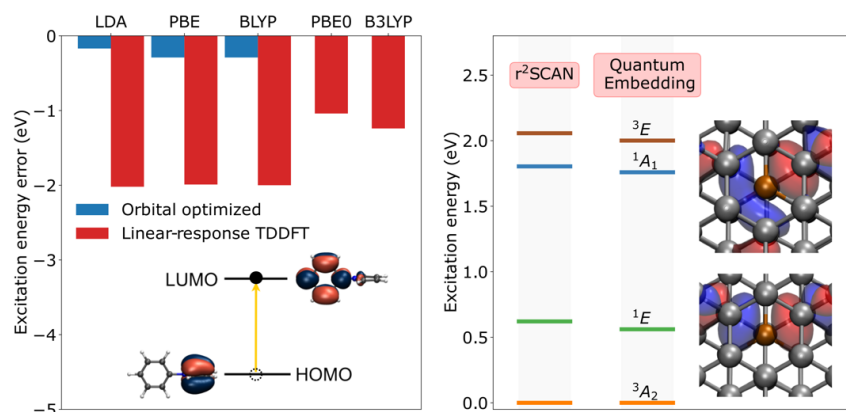 LDA PBE BLYP PBE0 B3LYP
Excitation energy error (eV)
0
−1
−2
−3
−4
−5
Orbital optimized
Linear-response TDDFT
LUMO
HOMO
Excitation energy (eV)
2.5
2.0
1.5
1.0
0.5
0.0
r²SCAN
Quantum
Embedding
³E
¹A₁
¹E
³A₂